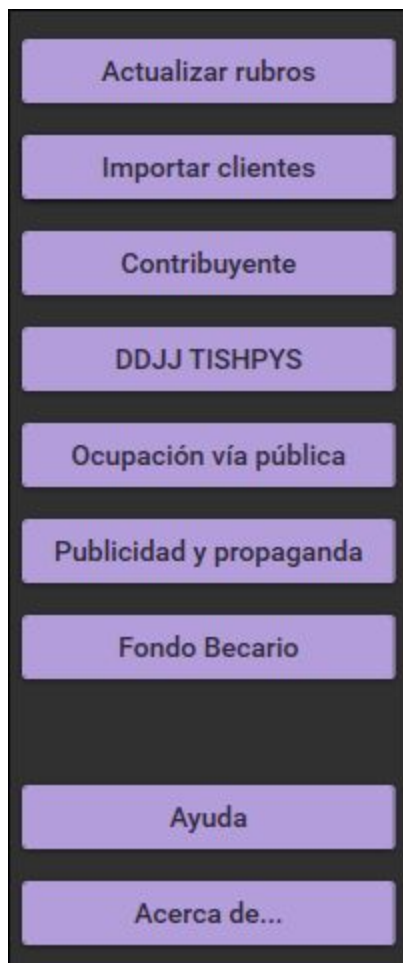 Actualizar rubros
Importar clientes
Contribuyente
DDJJ TISHPYS
Ocupación vía pública
Publicidad y propaganda
Fondo Becario
Ayuda
Acerca de...